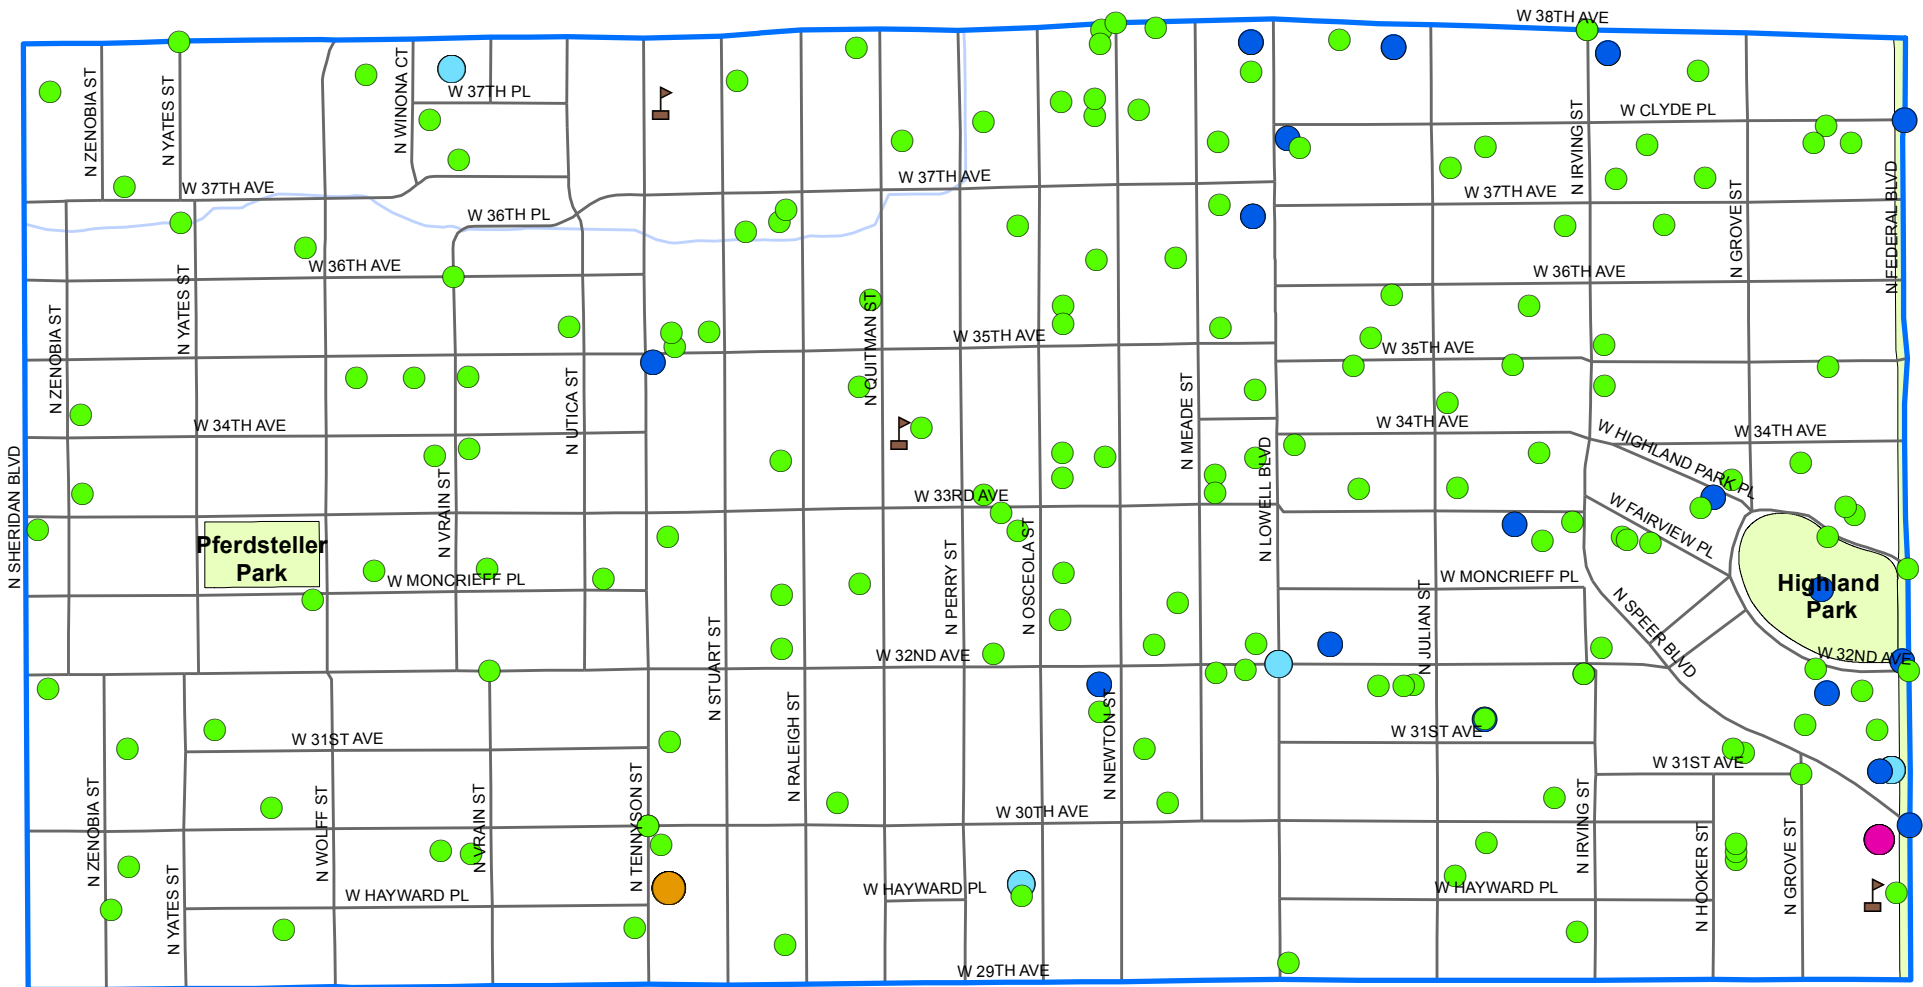 W 38TH AVE
N ZENOBIA ST
N YATES ST
N WINONA CT
W 37TH PL
W CLYDE PL
N IRVING ST
W 37TH AVE
W 37TH AVE
W 37TH AVE
N GROVE ST
N FEDERAL BLVD
W 36TH PL
W 36TH AVE
W 36TH AVE
N YATES ST
N ZENOBIA ST
N QUITMAN ST
W 35TH AVE
W 35TH AVE
N UTICA ST
N MEADE ST
W 34TH AVE
W 34TH AVE
W 34TH AVE
W HIGHLAND PARK PL
N SHERIDAN BLVD
N VRAIN ST
N LOWELL BLVD
W 33RD AVE
W FAIRVIEW PL
Pferdsteller
Park
N PERRY ST
N OSCEOLA ST
W MONCRIEFF PL
W MONCRIEFF PL
Highland
Park
N JULIAN ST
N SPEER BLVD
N STUART ST
W 32ND AVE
W 32ND AVE
N RALEIGH ST
N NEWTON ST
W 31ST AVE
W 31ST AVE
W 31ST AVE
N ZENOBIA ST
N WOLFF ST
N VRAIN ST
N TENNYSON ST
W 30TH AVE
N IRVING ST
N HOOKER ST
N GROVE ST
N YATES ST
W HAYWARD PL
W HAYWARD PL
W HAYWARD PL
W 29TH AVE